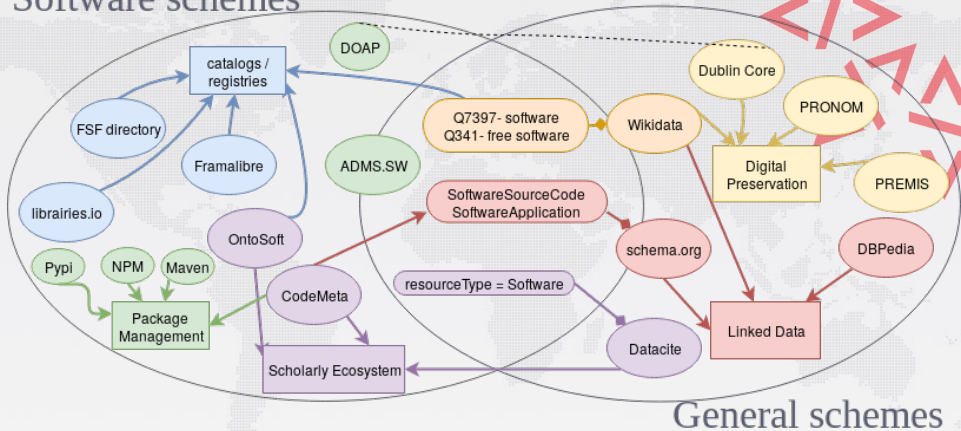 Software schemes
DOAP
catalogs /
registries
Dublin Core
PRONOM
FSF directory
Q7397- software
Q341- free software
Wikidata
Framalibre
ADMS.SW
Digital
Preservation
PREMIS
librairies.io
SoftwareSourceCode
SoftwareApplication
OntoSoft
schema.org
DBPedia
Pypi
NPM
Maven
CodeMeta
resourceType = Software
Package
Management
Linked Data
Datacite
Scholarly Ecosystem
General schemes